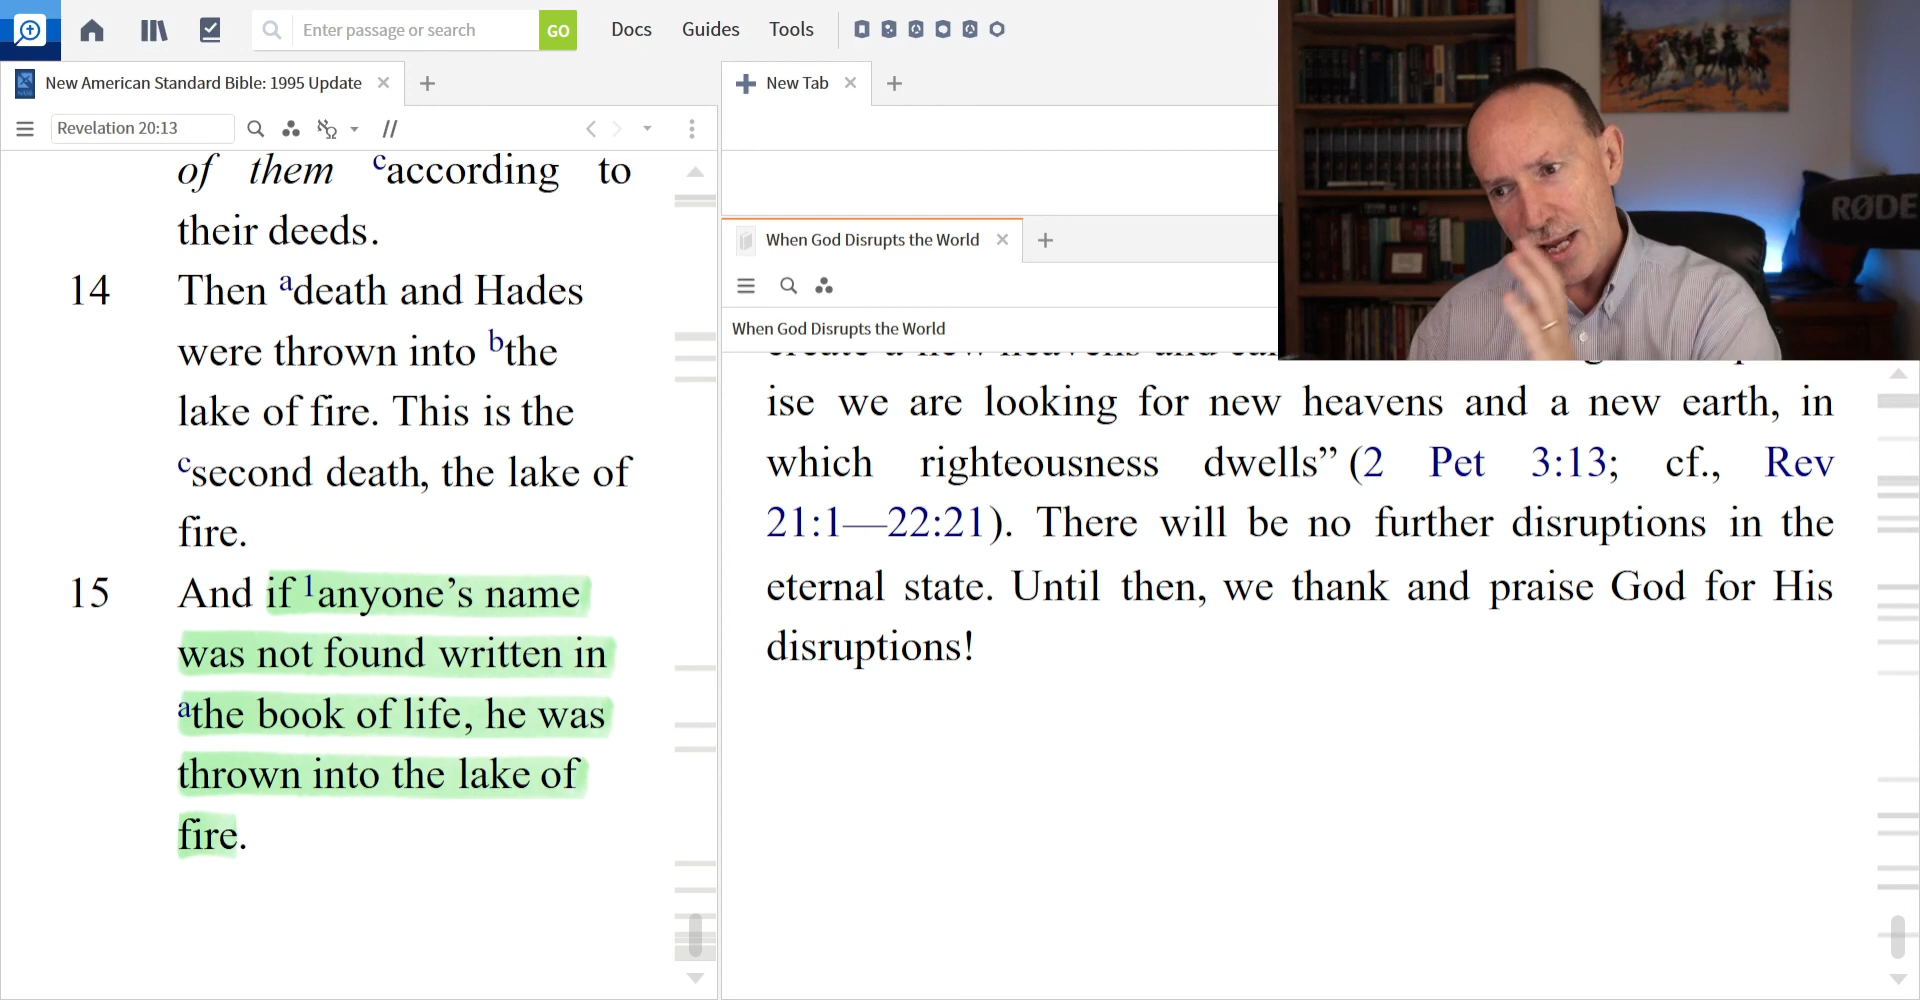 Enter passage or search
GO
Docs
Guides
Tools
New American Standard Bible: 1995 Update
New Tab
Revelation 20:13
of them ᶜaccording to
their deeds.
14 Then ᵃdeath and Hades
were thrown into ᵇthe
lake of fire. This is the
ᶜsecond death, the lake of
fire.
15 And if ¹anyone’s name
was not found written in
ᵃthe book of life, he was
thrown into the lake of
fire.
When God Disrupts the World
When God Disrupts the World
ise we are looking for new heavens and a new earth, in
which righteousness dwells” (2 Pet 3:13; cf., Rev
21:1—22:21). There will be no further disruptions in the
eternal state. Until then, we thank and praise God for His
disruptions!
RØDE